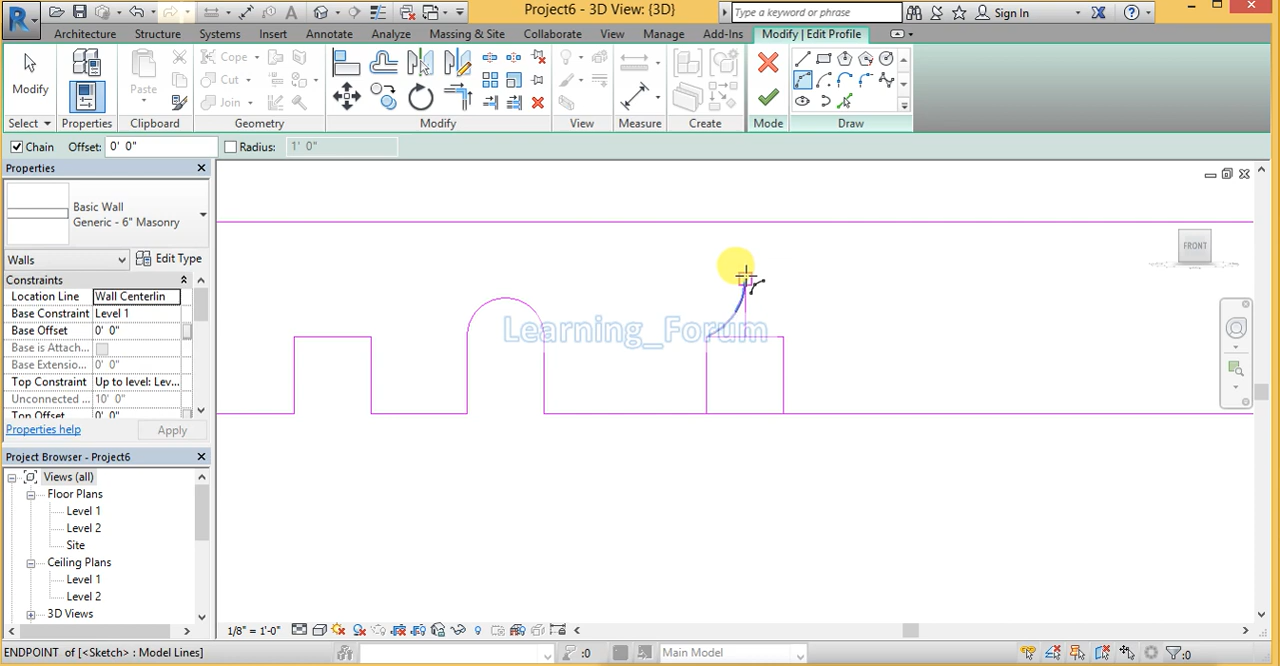 Project6 - 3D View: {3D}
Type a keyword or phrase
Sign In
Architecture Structure Systems Insert Annotate Analyze Massing & Site Collaborate View Manage Add-Ins Modify | Edit Profile
Modify
Paste
Cope
Cut
Join
Select Properties Clipboard Geometry Modify View Measure Create Mode Draw
Chain Offset: 0' 0" Radius: 1' 0"
Properties
Basic Wall
Generic - 6" Masonry
Walls Edit Type
Constraints
Location Line Wall Centerlin
Base Constraint Level 1
Base Offset 0' 0"
Base is Attach...
Base Extensio... 0' 0"
Top Constraint Up to level: Lev...
Unconnected ... 10' 0"
Top Offset 0' 0"
Properties help Apply
Project Browser - Project6
Views (all)
Floor Plans
Level 1
Level 2
Site
Ceiling Plans
Level 1
Level 2
3D Views
FRONT
Learning_Forum
1/8" = 1'-0"
ENDPOINT of [<Sketch> : Model Lines]
:0
Main Model
:0